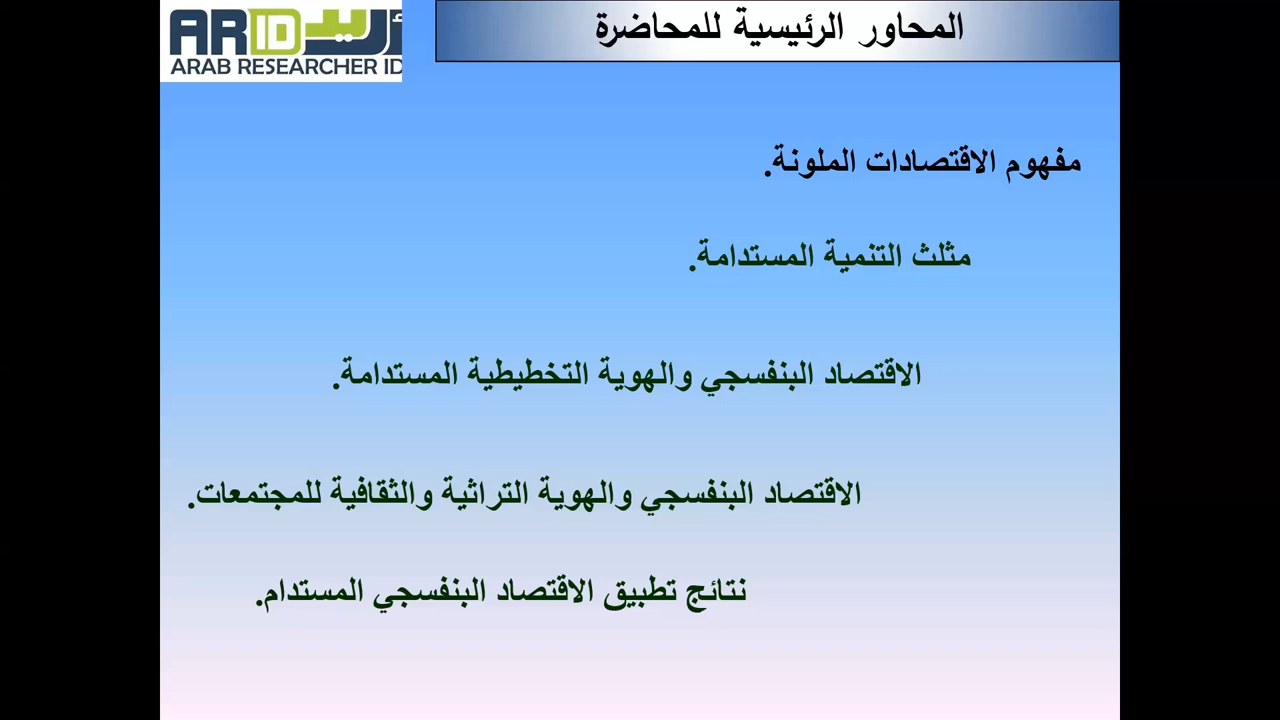 ARID أريد
ARAB RESEARCHER ID
المحاور الرئيسية للمحاضرة
مفهوم الاقتصادات الملونة.
مثلث التنمية المستدامة.
الاقتصاد البنفسجي والهوية التخطيطية المستدامة.
الاقتصاد البنفسجي والهوية التراثية والثقافية للمجتمعات.
نتائج تطبيق الاقتصاد البنفسجي المستدام.